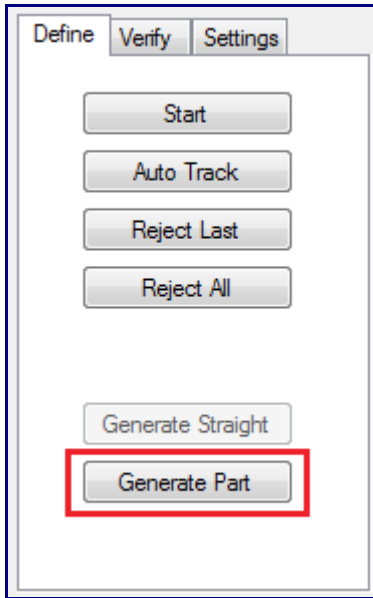 Define Verify Settings
Start
Auto Track
Reject Last
Reject All
Generate Straight
Generate Part